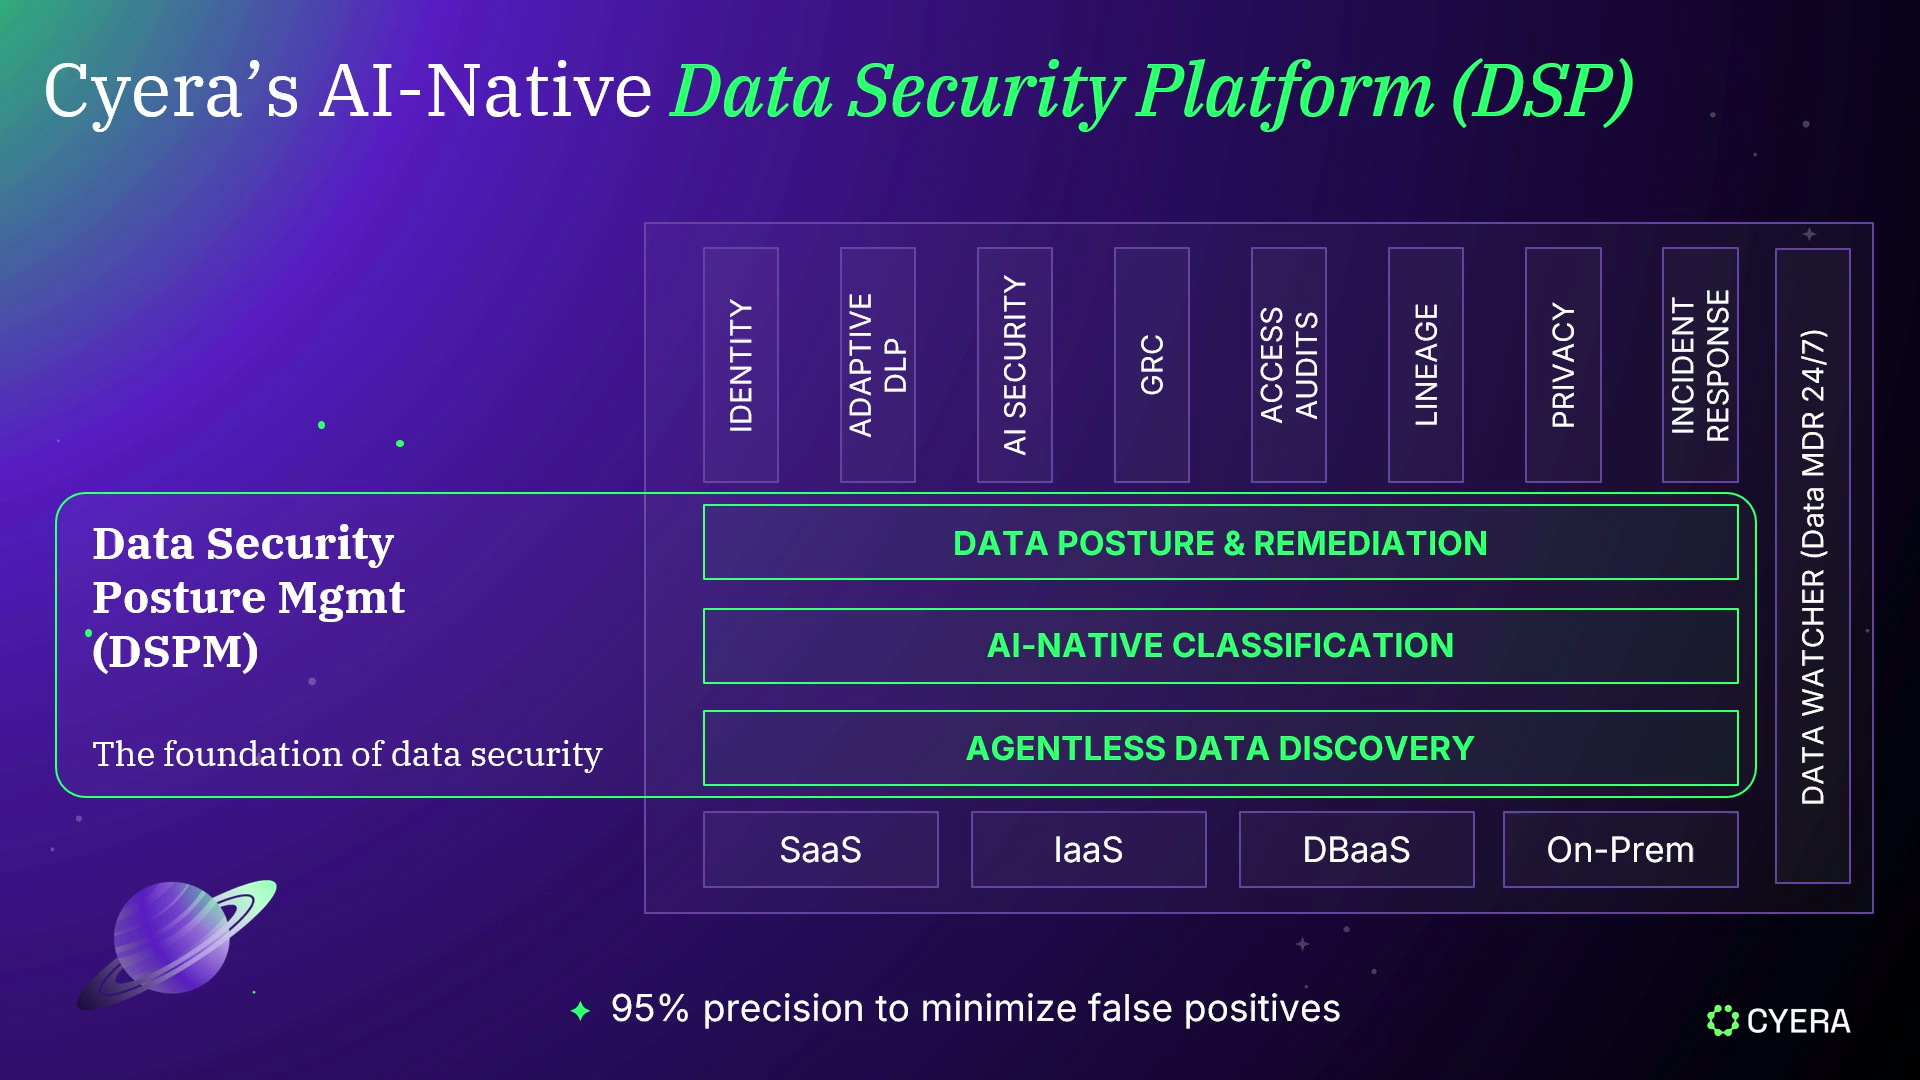 Cyera’s AI-Native Data Security Platform (DSP)
IDENTITY
ADAPTIVE
DLP
AI SECURITY
GRC
ACCESS
AUDITS
LINEAGE
PRIVACY
INCIDENT
RESPONSE
DATA WATCHER (Data MDR 24/7)
Data Security
Posture Mgmt
(DSPM)
The foundation of data security
DATA POSTURE & REMEDIATION
AI-NATIVE CLASSIFICATION
AGENTLESS DATA DISCOVERY
SaaS
IaaS
DBaaS
On-Prem
95% precision to minimize false positives
CYERA